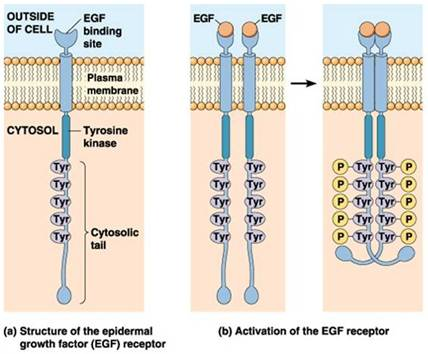 OUTSIDE
OF CELL
EGF
binding
site
Plasma
membrane
CYTOSOL
Tyrosine
kinase
Tyr
Tyr
Tyr
Tyr
Tyr
Cytosolic
tail
(a) Structure of the epidermal
growth factor (EGF) receptor
EGF EGF
Tyr Tyr
Tyr Tyr
Tyr Tyr
Tyr Tyr
Tyr Tyr
P Tyr Tyr P
P Tyr Tyr P
P Tyr Tyr P
P Tyr Tyr P
P Tyr Tyr P
(b) Activation of the EGF receptor